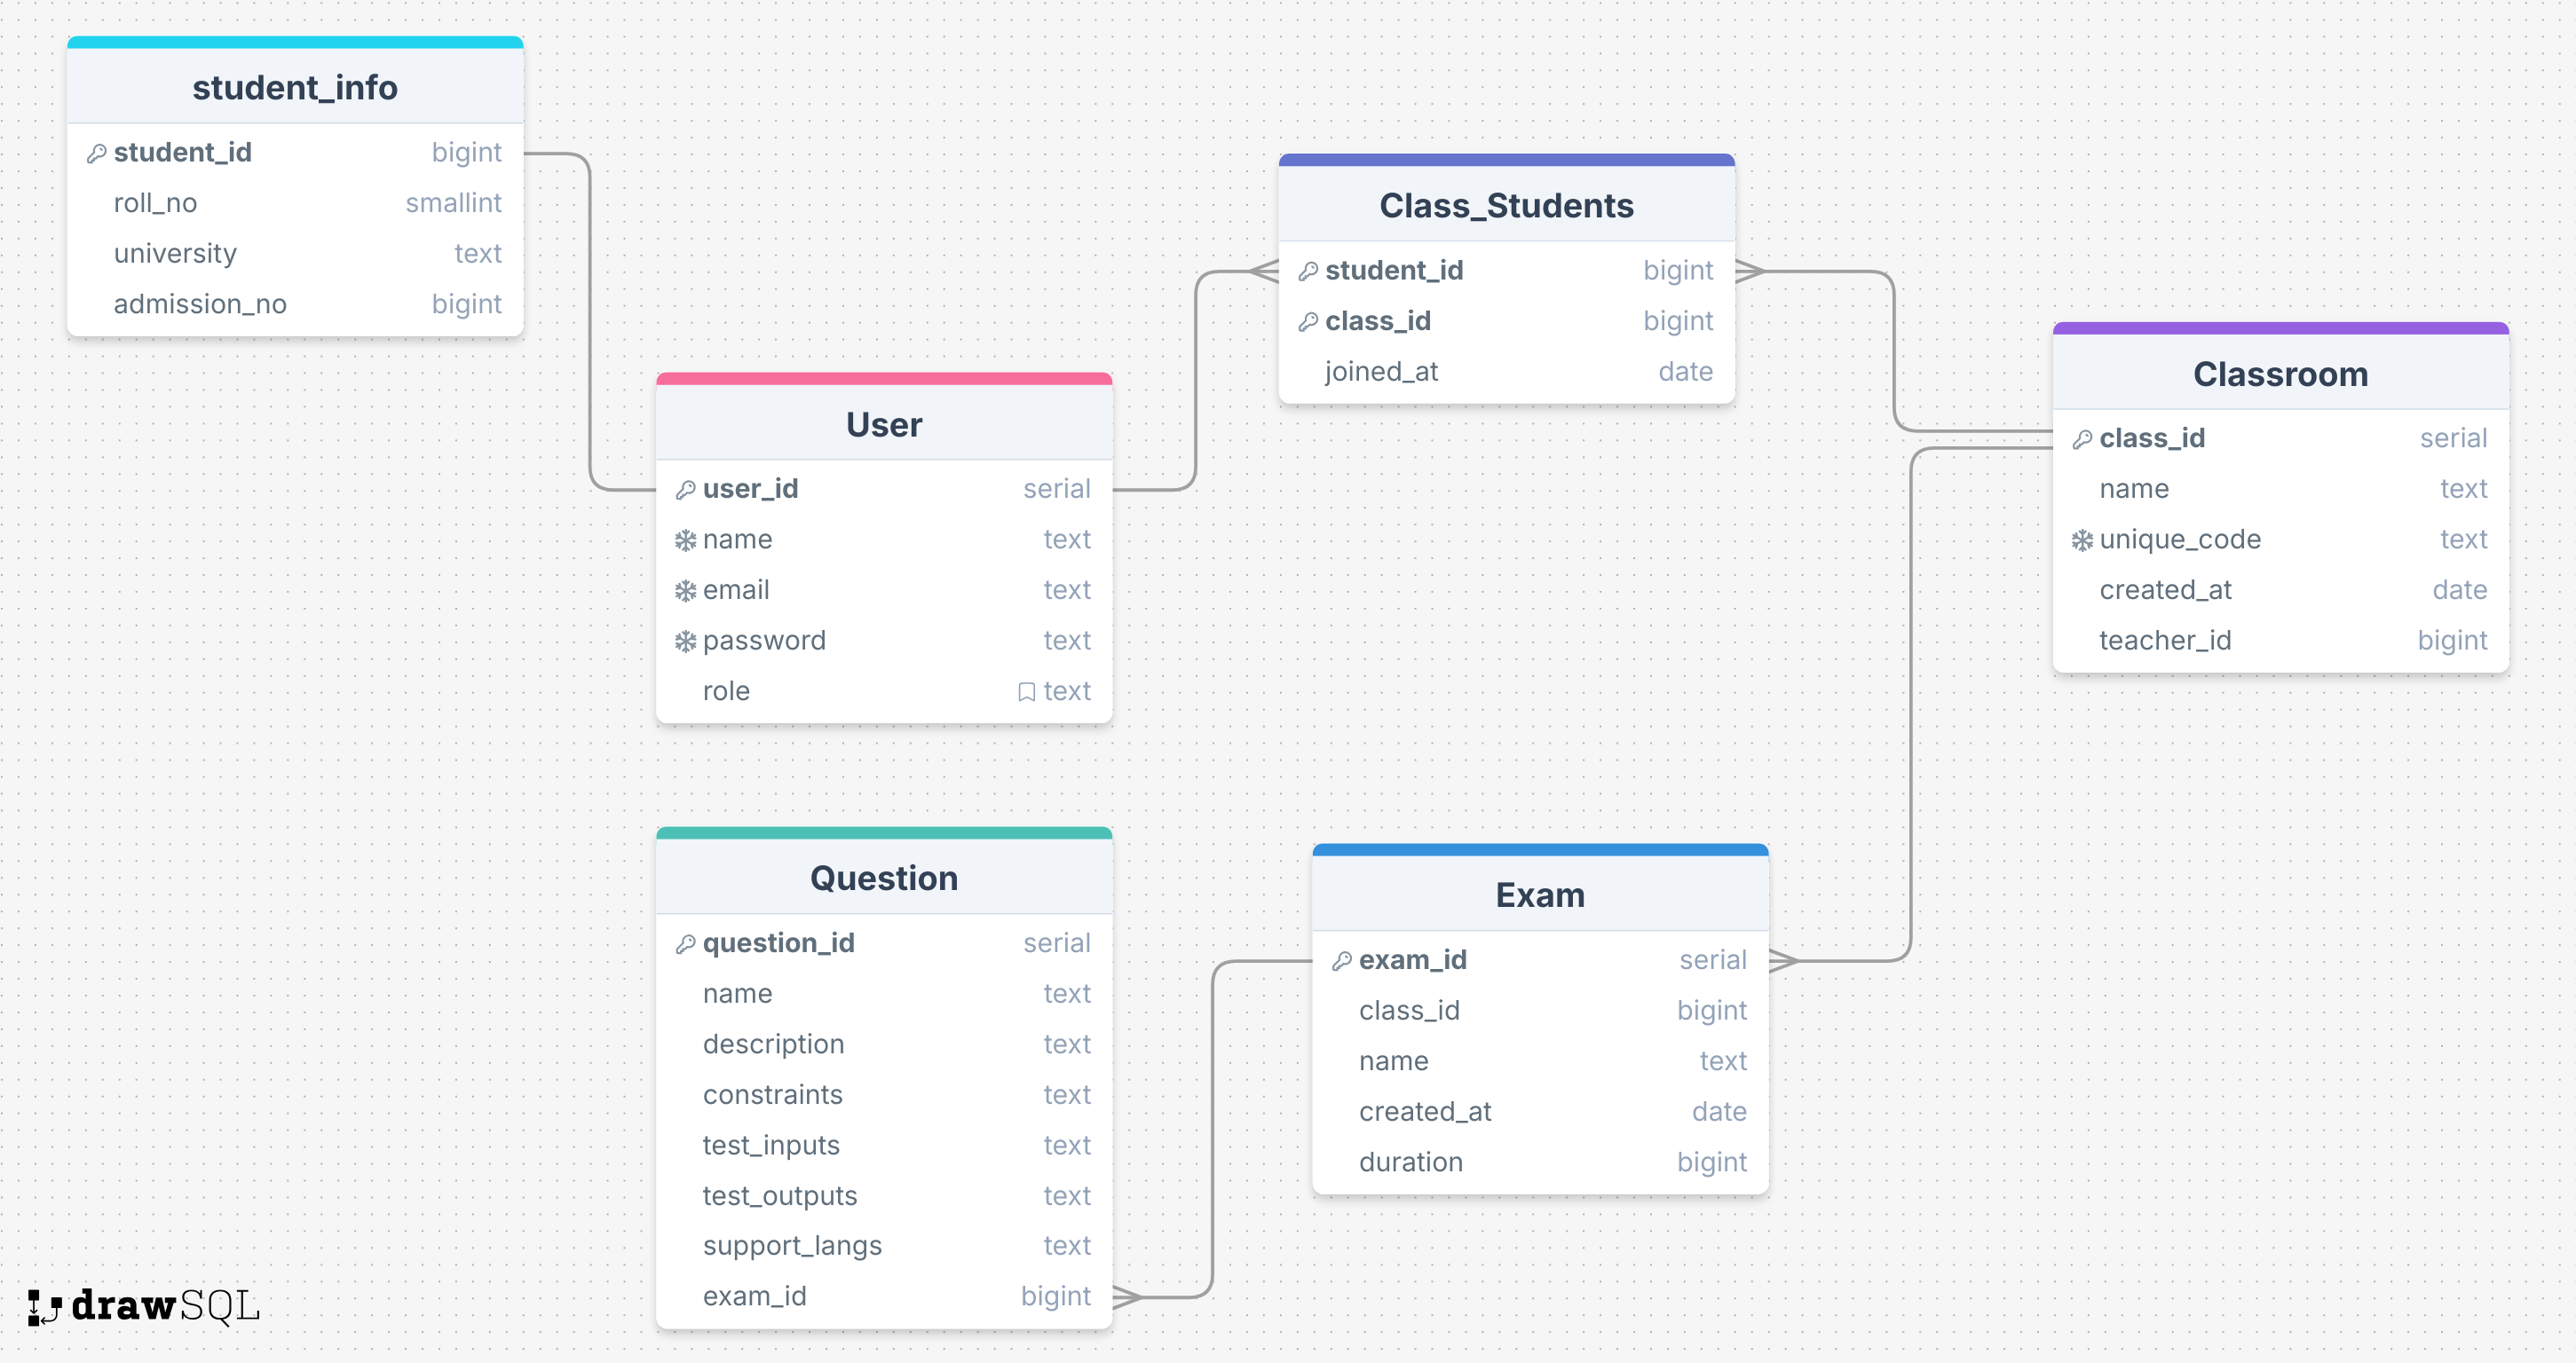 student_info
student_id bigint
roll_no smallint
university text
admission_no bigint
User
user_id serial
name text
email text
password text
role text
Class_Students
student_id bigint
class_id bigint
joined_at date
Classroom
class_id serial
name text
unique_code text
created_at date
teacher_id bigint
Question
question_id serial
name text
description text
constraints text
test_inputs text
test_outputs text
support_langs text
exam_id bigint
Exam
exam_id serial
class_id bigint
name text
created_at date
duration bigint
drawSQL